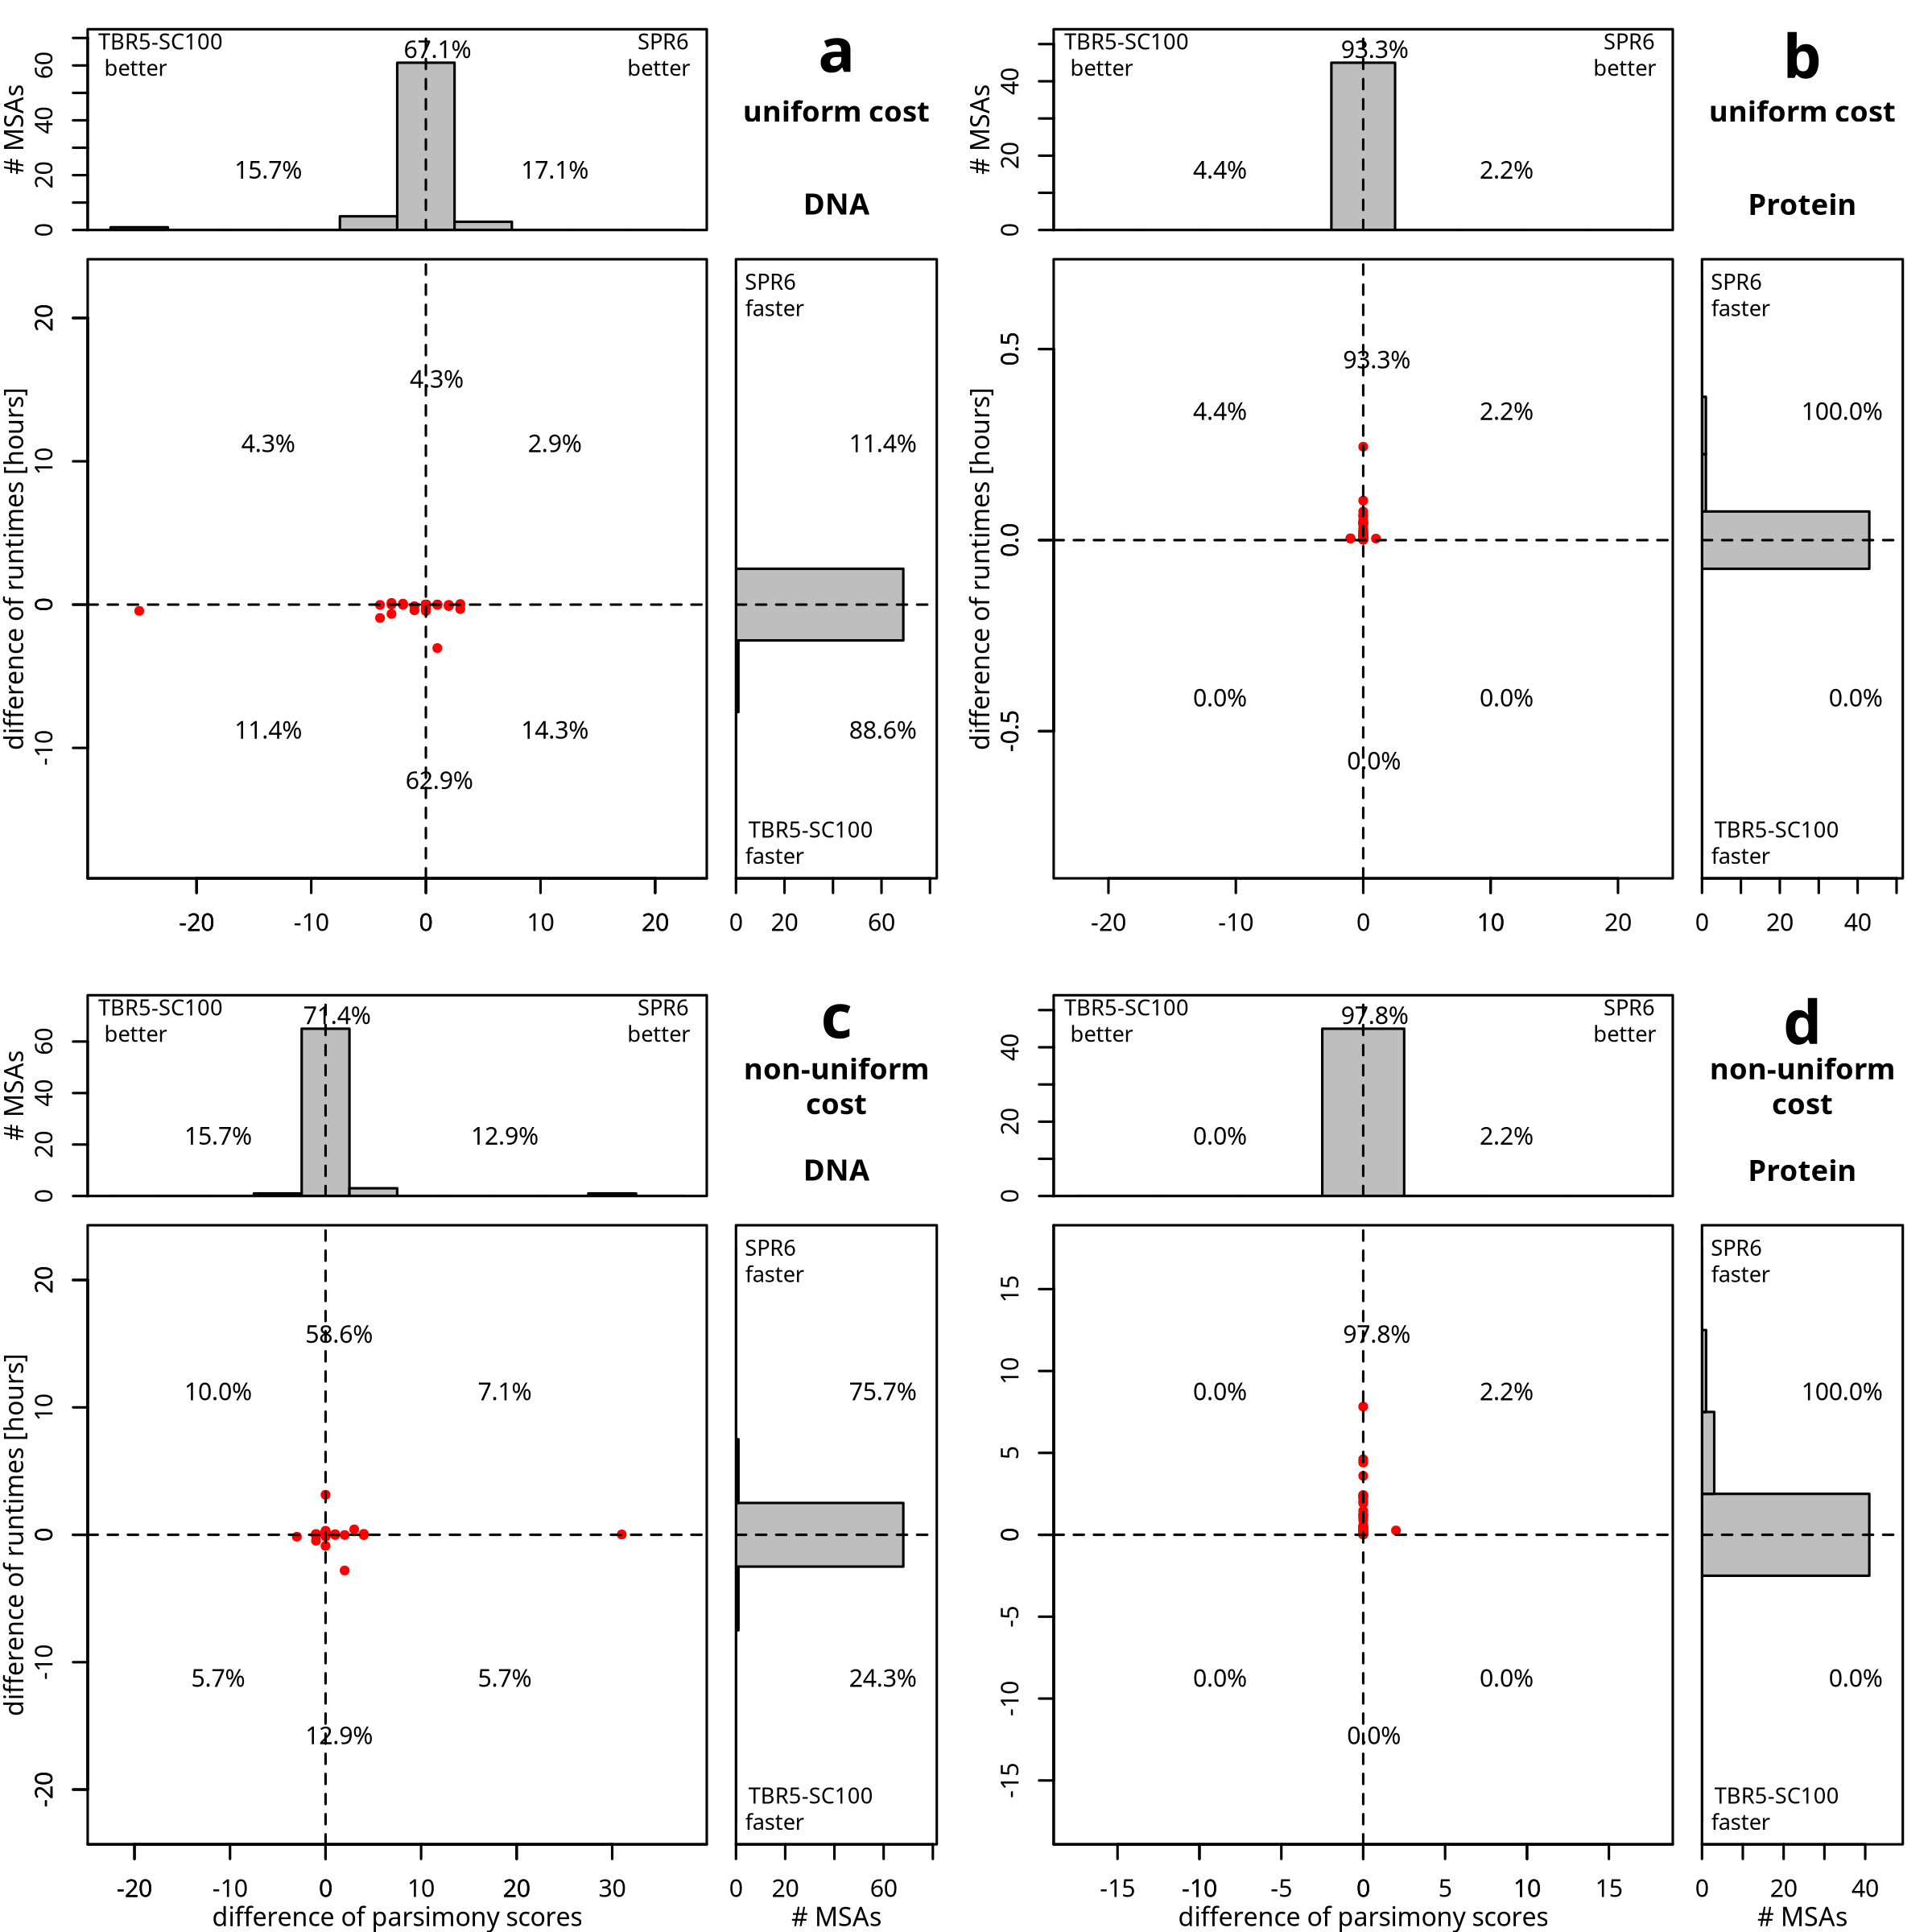 TBR5-SC100
better
67.1%
SPR6
better
15.7%
17.1%
# MSAs
0
20
40
60
a
uniform cost
DNA
4.3%
4.3%
2.9%
11.4%
14.3%
62.9%
difference of runtimes [hours]
-10
0
10
20
-20
-10
0
10
20
SPR6
faster
11.4%
88.6%
TBR5-SC100
faster
0
20
60
TBR5-SC100
better
93.3%
SPR6
better
4.4%
2.2%
# MSAs
0
20
40
b
uniform cost
Protein
93.3%
4.4%
2.2%
0.0%
0.0%
0.0%
difference of runtimes [hours]
-0.5
0.0
0.5
-20
-10
0
10
20
SPR6
faster
100.0%
0.0%
TBR5-SC100
faster
0
20
40
TBR5-SC100
better
71.4%
SPR6
better
15.7%
12.9%
# MSAs
0
20
40
60
c
non-uniform
cost
DNA
58.6%
10.0%
7.1%
5.7%
5.7%
12.9%
difference of runtimes [hours]
-20
-10
0
10
20
-20
-10
0
10
20
30
difference of parsimony scores
SPR6
faster
75.7%
24.3%
TBR5-SC100
faster
0
20
60
# MSAs
TBR5-SC100
better
97.8%
SPR6
better
0.0%
2.2%
0
20
40
d
non-uniform
cost
Protein
97.8%
0.0%
2.2%
0.0%
0.0%
0.0%
-15
-10
-5
0
5
10
15
-15
-10
-5
0
5
10
15
difference of parsimony scores
SPR6
faster
100.0%
0.0%
TBR5-SC100
faster
0
20
40
# MSAs